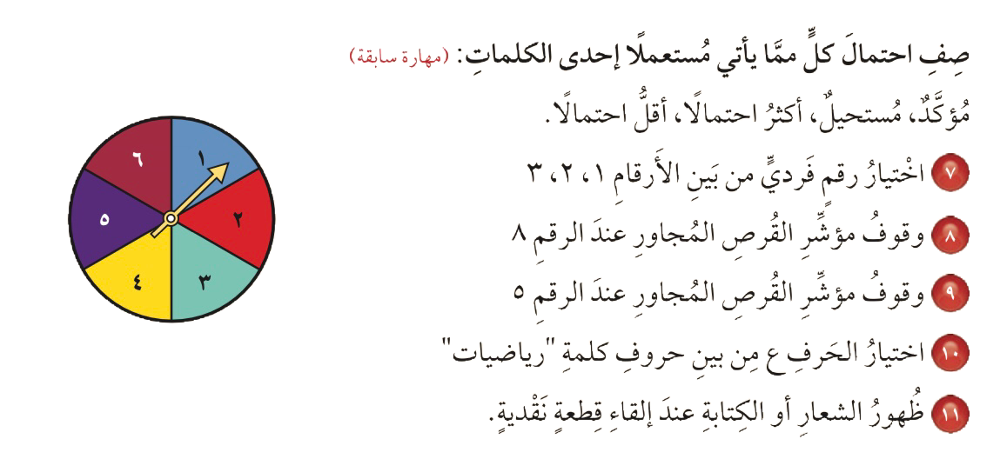 صِفِ احتمالَ كلٍّ ممَّا يأتي مُستعملًا إحدى الكلماتِ: (مهارة سابقة)
مُؤكَّدٌ، مُستحيلٌ، أكثرُ احتمالًا، أقلُّ احتمالًا.
٧ اخْتيارُ رقمٍ فَرديٍّ من بَينِ الأَرقامِ ١، ٢، ٣
٨ وقوفُ مؤشِّرِ القُرصِ المُجاورِ عندَ الرقمِ ٨
٩ وقوفُ مؤشِّرِ القُرصِ المُجاورِ عندَ الرقمِ ٥
١٠ اختيارُ الحَرفِ ع مِن بينِ حروفِ كلمةِ "رياضيات"
١١ ظُهورُ الشعارِ أو الكِتابةِ عندَ إلقاءِ قِطعةٍ نَقْديةٍ.
١
٢
٣
٤
٥
٦